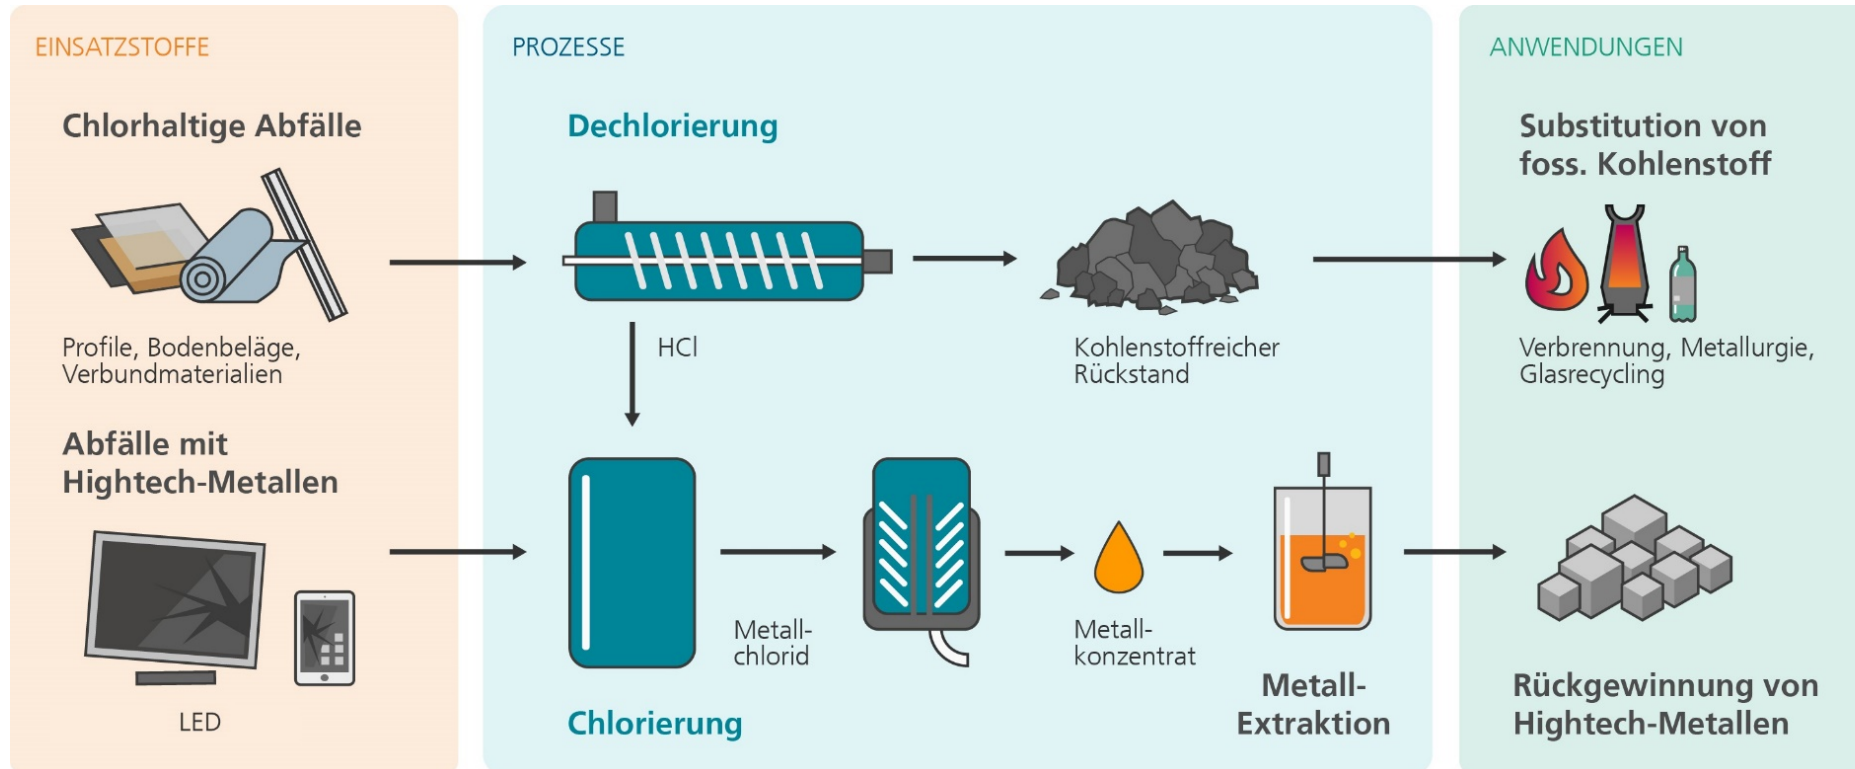 EINSATZSTOFFE
Chlorhaltige Abfälle
Profile, Bodenbeläge,
Verbundmaterialien
Abfälle mit
Hightech-Metallen
LED
PROZESSE
Dechlorierung
HCl
Kohlenstoffreicher
Rückstand
Metall-
chlorid
Metall-
konzentrat
Chlorierung
Metall-
Extraktion
ANWENDUNGEN
Substitution von
foss. Kohlenstoff
Verbrennung, Metallurgie,
Glasrecycling
Rückgewinnung von
Hightech-Metallen